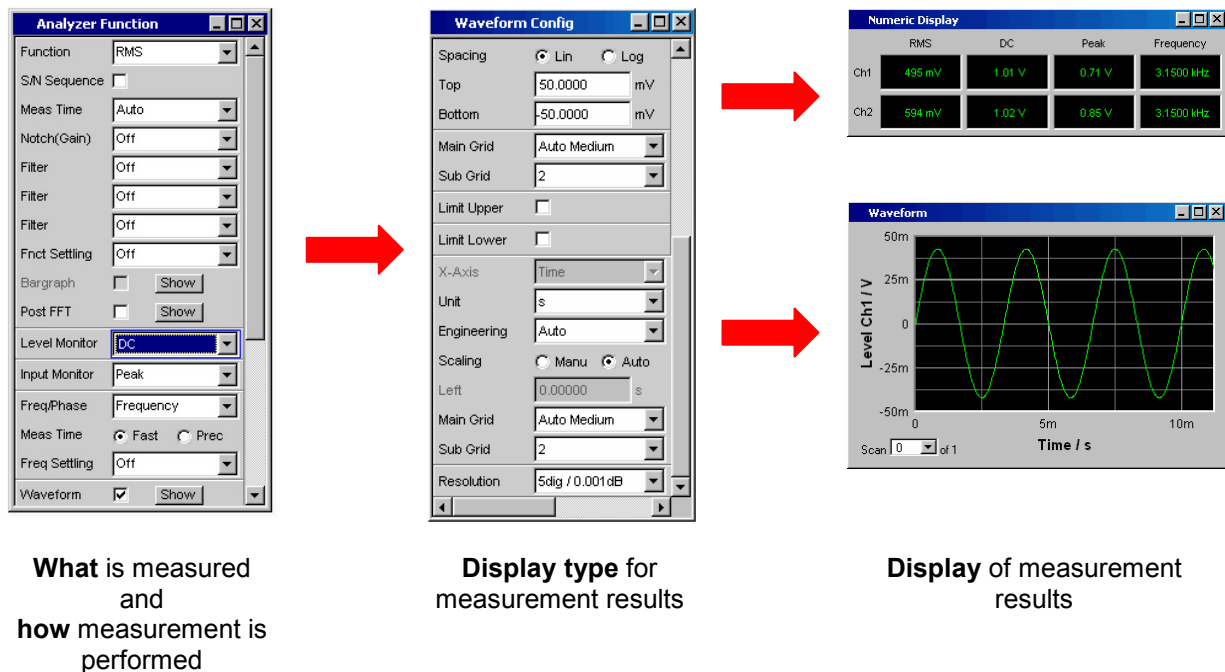 Analyzer Function
Function RMS
S/N Sequence
Meas Time Auto
Notch(Gain) Off
Filter Off
Filter Off
Filter Off
Fnct Settling Off
Bargraph Show
Post FFT Show
Level Monitor DC
Input Monitor Peak
Freq/Phase Frequency
Meas Time Fast Prec
Freq Settling Off
Waveform Show
What is measured
and
how measurement is
performed
Waveform Config
Spacing Lin Log
Top 50.0000 mV
Bottom -50.0000 mV
Main Grid Auto Medium
Sub Grid 2
Limit Upper
Limit Lower
X-Axis Time
Unit s
Engineering Auto
Scaling Manu Auto
Left 0.00000 s
Main Grid Auto Medium
Sub Grid 2
Resolution 5dig / 0.001dB
Display type for
measurement results
Numeric Display
RMS DC Peak Frequency
Ch1 495 mV 1.01 V 0.71 V 3.1500 kHz
Ch2 594 mV 1.02 V 0.85 V 3.1500 kHz
Waveform
Level Ch1 / V
50m
25m
0
-25m
-50m
0 5m 10m
Time / s
Scan 0 of 1
Display of measurement
results